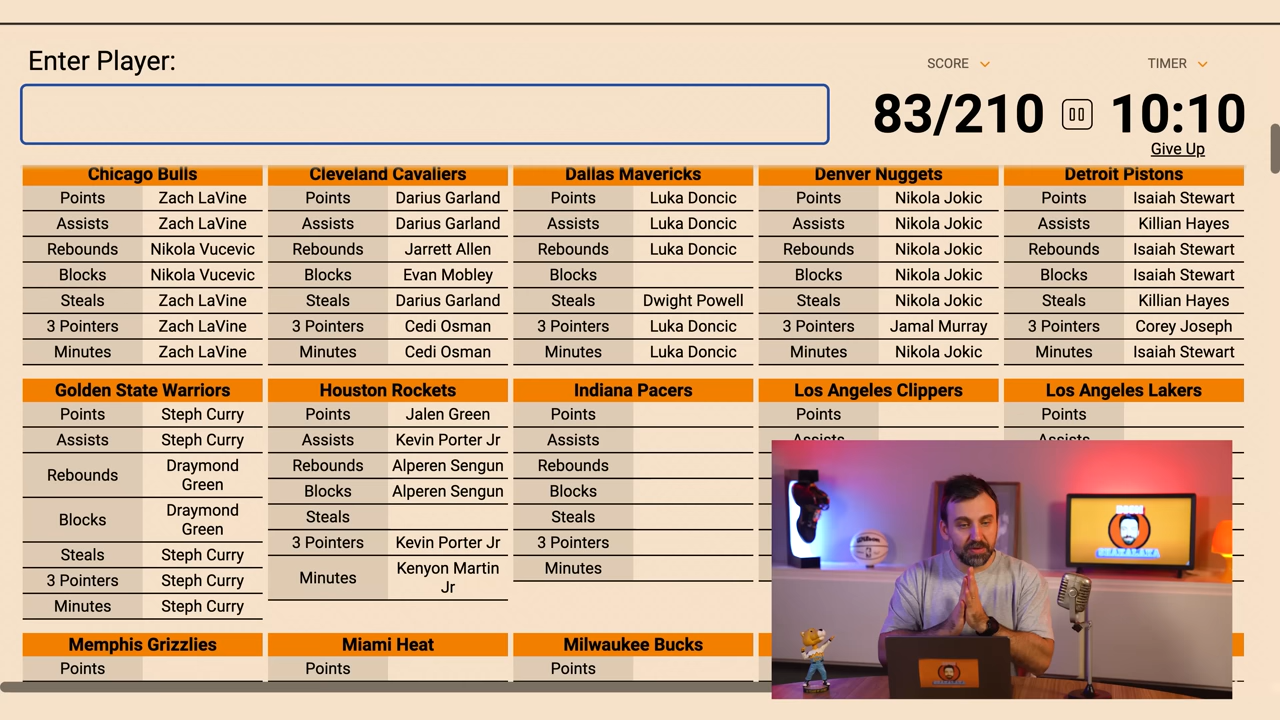 Enter Player:
SCORE
TIMER
83/210
10:10
Give Up
Chicago Bulls
Points Zach LaVine
Assists Zach LaVine
Rebounds Nikola Vucevic
Blocks Nikola Vucevic
Steals Zach LaVine
3 Pointers Zach LaVine
Minutes Zach LaVine
Cleveland Cavaliers
Points Darius Garland
Assists Darius Garland
Rebounds Jarrett Allen
Blocks Evan Mobley
Steals Darius Garland
3 Pointers Cedi Osman
Minutes Cedi Osman
Dallas Mavericks
Points Luka Doncic
Assists Luka Doncic
Rebounds Luka Doncic
Blocks
Steals Dwight Powell
3 Pointers Luka Doncic
Minutes Luka Doncic
Denver Nuggets
Points Nikola Jokic
Assists Nikola Jokic
Rebounds Nikola Jokic
Blocks Nikola Jokic
Steals Nikola Jokic
3 Pointers Jamal Murray
Minutes Nikola Jokic
Detroit Pistons
Points Isaiah Stewart
Assists Killian Hayes
Rebounds Isaiah Stewart
Blocks Isaiah Stewart
Steals Killian Hayes
3 Pointers Corey Joseph
Minutes Isaiah Stewart
Golden State Warriors
Points Steph Curry
Assists Steph Curry
Rebounds Draymond
Green
Blocks Draymond
Green
Steals Steph Curry
3 Pointers Steph Curry
Minutes Steph Curry
Houston Rockets
Points Jalen Green
Assists Kevin Porter Jr
Rebounds Alperen Sengun
Blocks Alperen Sengun
Steals
3 Pointers Kevin Porter Jr
Minutes Kenyon Martin
Jr
Indiana Pacers
Points
Assists
Rebounds
Blocks
Steals
3 Pointers
Minutes
Los Angeles Clippers
Points
Assists
Los Angeles Lakers
Points
Assists
Memphis Grizzlies
Points
Miami Heat
Points
Milwaukee Bucks
Points